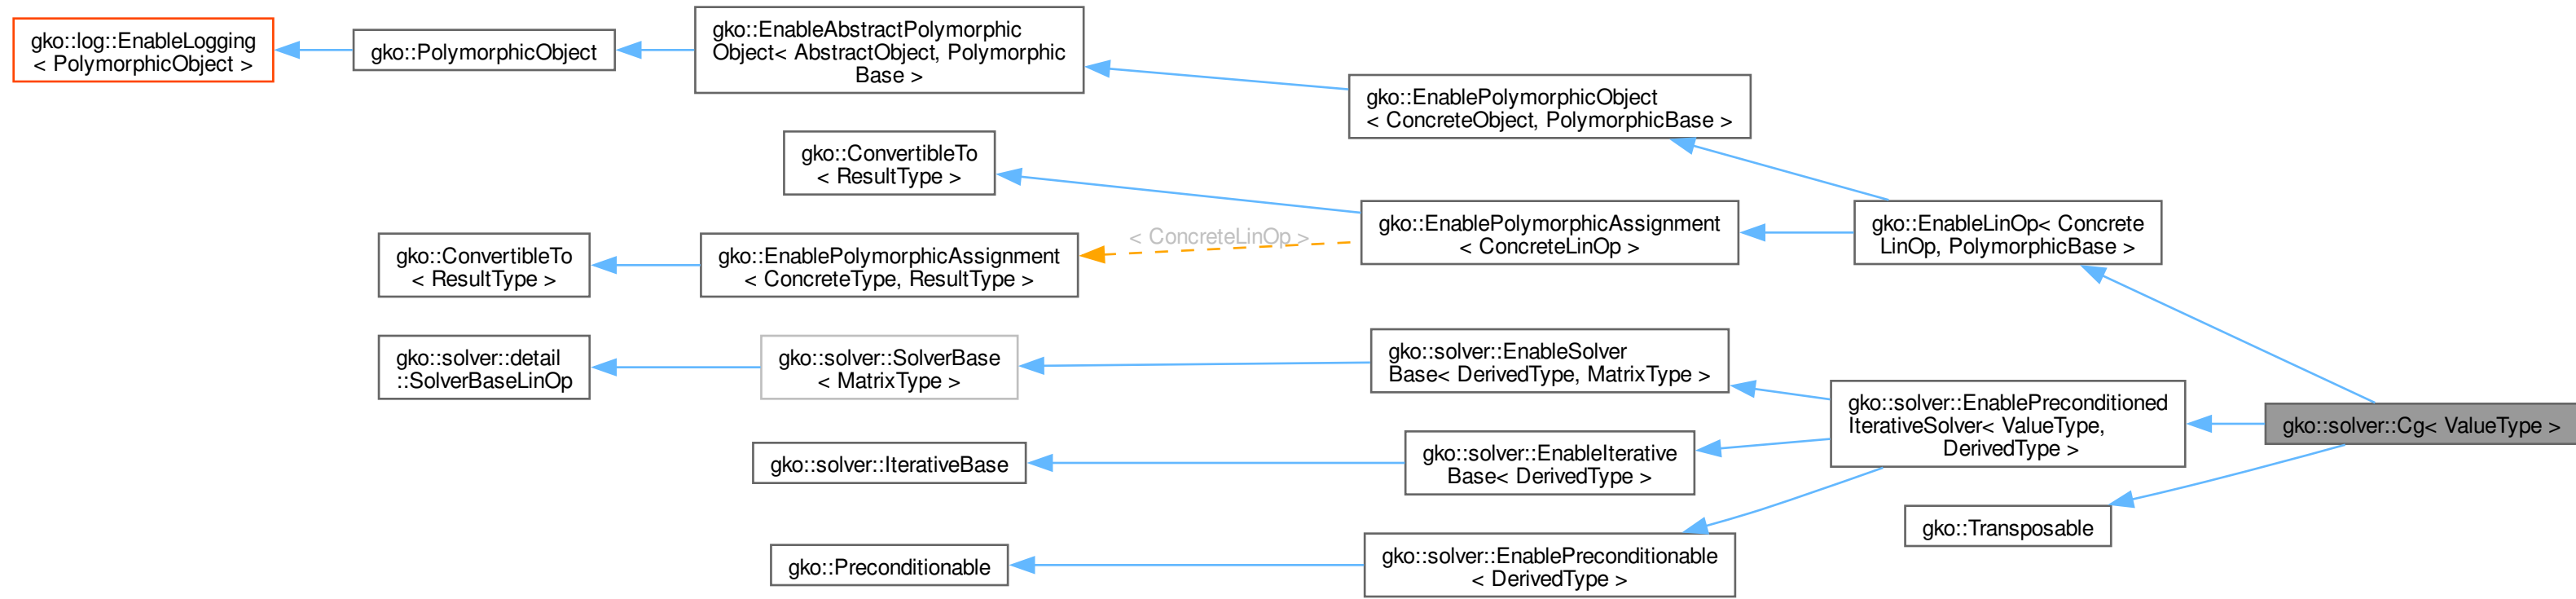 gko::log::EnableLogging
< PolymorphicObject >
gko::PolymorphicObject
gko::EnableAbstractPolymorphic
Object< AbstractObject, Polymorphic
Base >
gko::EnablePolymorphicObject
< ConcreteObject, PolymorphicBase >
gko::ConvertibleTo
< ResultType >
gko::EnablePolymorphicAssignment
< ConcreteLinOp >
gko::EnableLinOp< Concrete
LinOp, PolymorphicBase >
gko::ConvertibleTo
< ResultType >
gko::EnablePolymorphicAssignment
< ConcreteType, ResultType >
< ConcreteLinOp >
gko::solver::detail
::SolverBaseLinOp
gko::solver::SolverBase
< MatrixType >
gko::solver::EnableSolver
Base< DerivedType, MatrixType >
gko::solver::EnablePreconditioned
IterativeSolver< ValueType,
DerivedType >
gko::solver::Cg< ValueType >
gko::solver::IterativeBase
gko::solver::EnableIterative
Base< DerivedType >
gko::Transposable
gko::Preconditionable
gko::solver::EnablePreconditionable
< DerivedType >